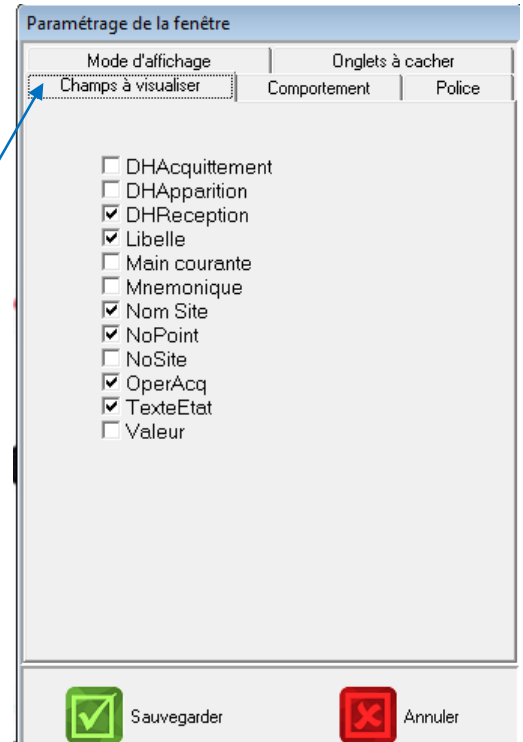 Paramétrage de la fenêtre
Mode d'affichage Onglets à cacher
Champs à visualiser Comportement Police
DHAcquittement
DHApparition
DHReception
Libelle
Main courante
Mnemonique
Nom Site
NoPoint
NoSite
OperAcq
TexteEtat
Valeur
Sauvegarder Annuler